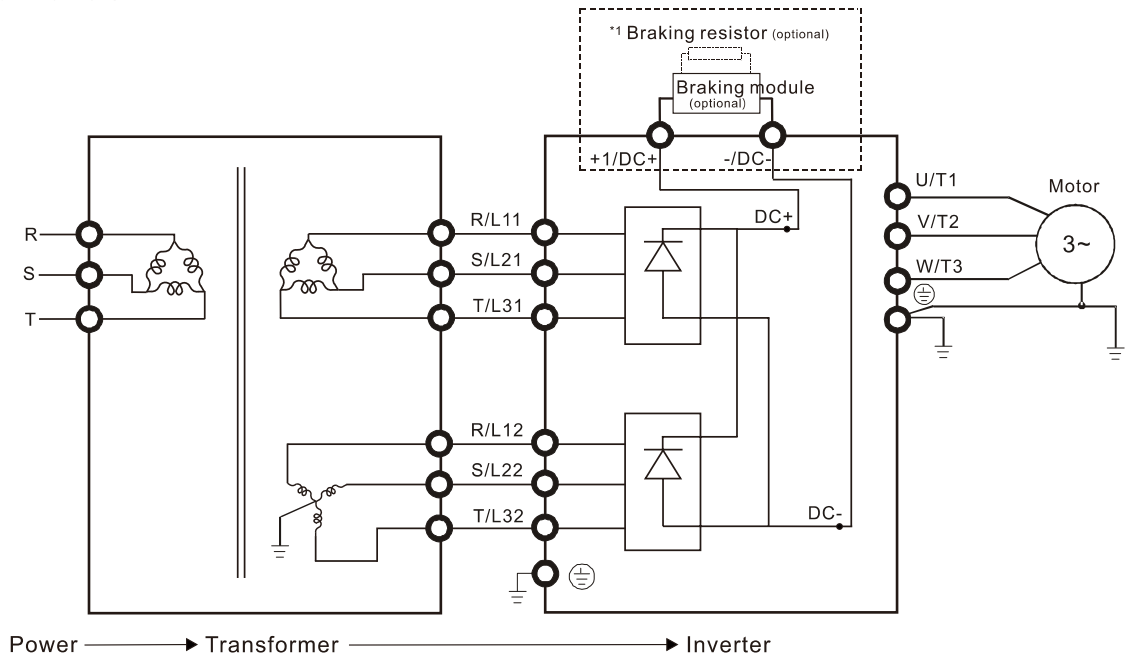 *1 Braking resistor (optional)
Braking module
(optional)
+1/DC+
-/DC-
R
S
T
R/L11
S/L21
T/L31
R/L12
S/L22
T/L32
DC+
DC-
U/T1
V/T2
W/T3
Motor
3~
Power
Transformer
Inverter